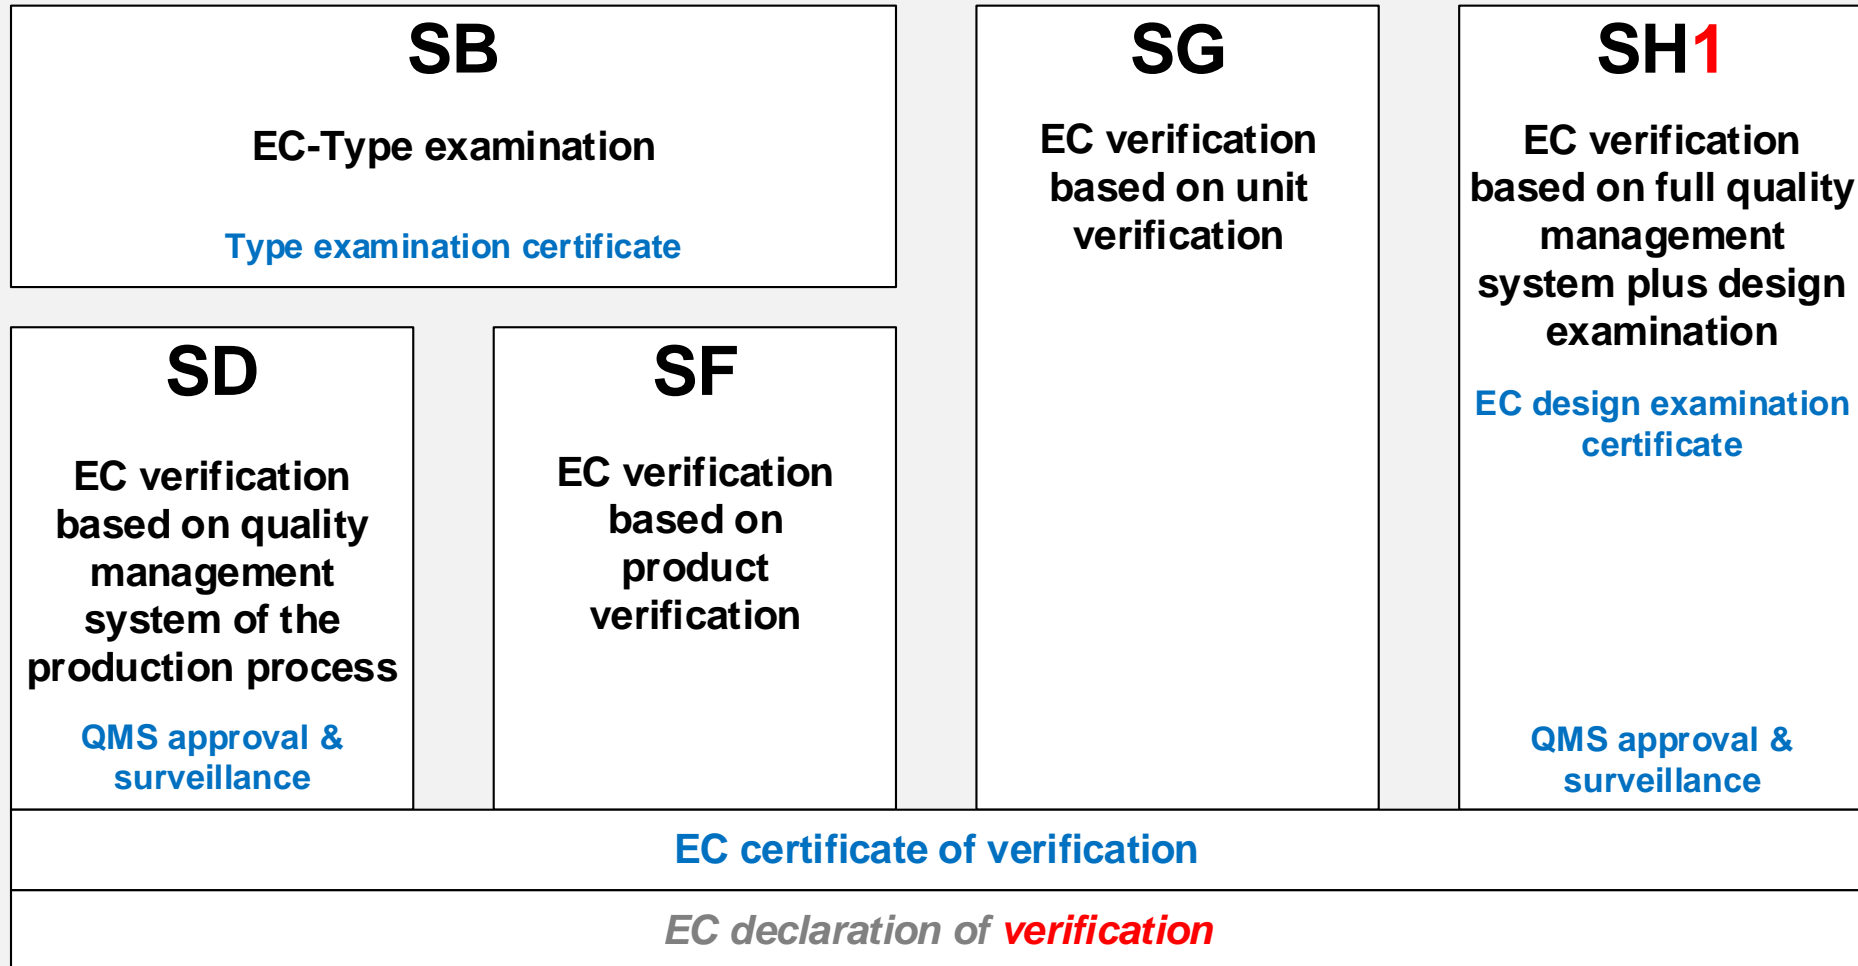 SB
EC-Type examination
Type examination certificate
SD
EC verification
based on quality
management
system of the
production process
QMS approval &
surveillance
SF
EC verification
based on
product
verification
SG
EC verification
based on unit
verification
SH1
EC verification
based on full quality
management
system plus design
examination
EC design examination
certificate
QMS approval &
surveillance
EC certificate of verification
EC declaration of verification